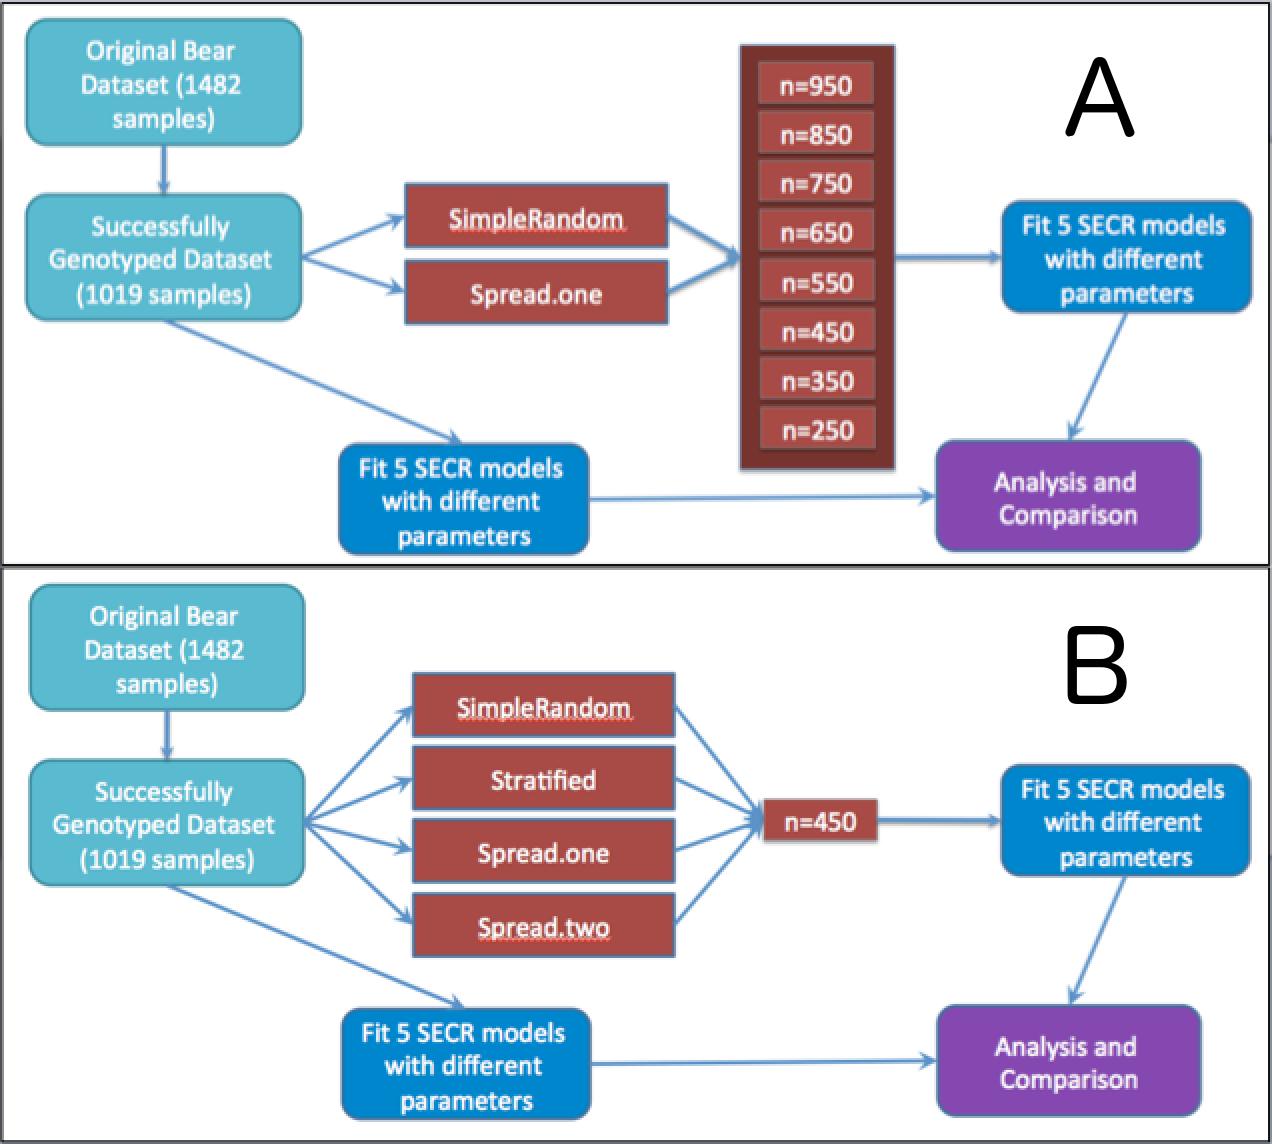 Original Bear
Dataset (1482
samples)
A
n=950
n=850
n=750
n=650
n=550
n=450
n=350
n=250
Successfully
Genotyped Dataset
(1019 samples)
SimpleRandom
Spread.one
Fit 5 SECR models
with different
parameters
Fit 5 SECR models
with different
parameters
Analysis and
Comparison
Original Bear
Dataset (1482
samples)
B
Successfully
Genotyped Dataset
(1019 samples)
SimpleRandom
Stratified
Spread.one
Spread.two
n=450
Fit 5 SECR models
with different
parameters
Fit 5 SECR models
with different
parameters
Analysis and
Comparison